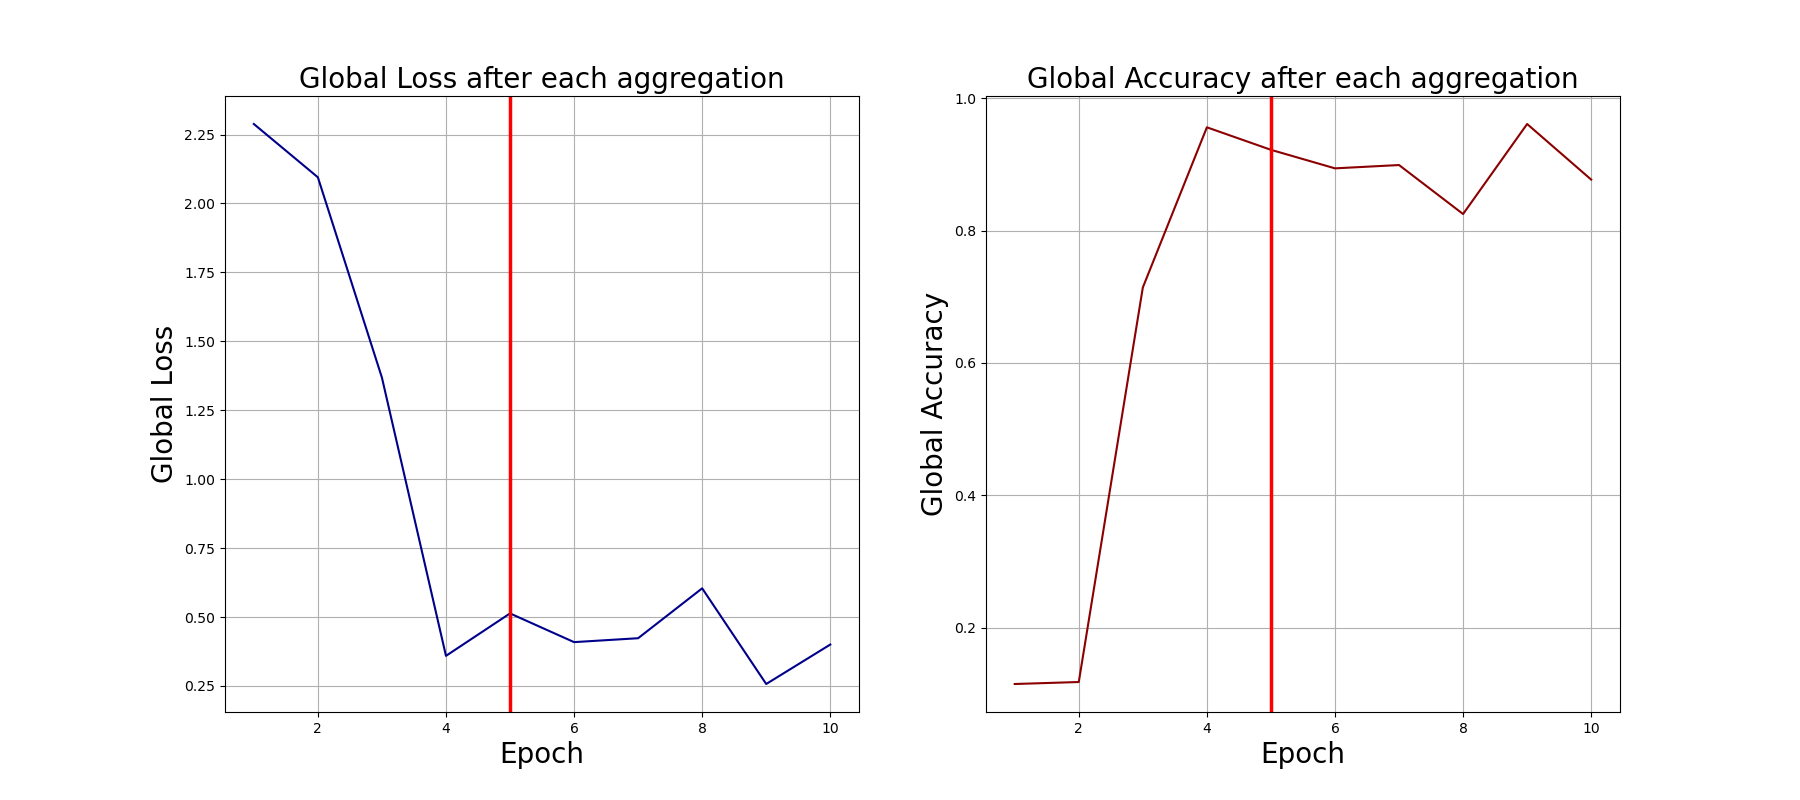 Global Loss after each aggregation
Global Loss
2.25
2.00
1.75
1.50
1.25
1.00
0.75
0.50
0.25
2 4 6 8 10
Epoch
Global Accuracy after each aggregation
Global Accuracy
1.0
0.8
0.6
0.4
0.2
2 4 6 8 10
Epoch